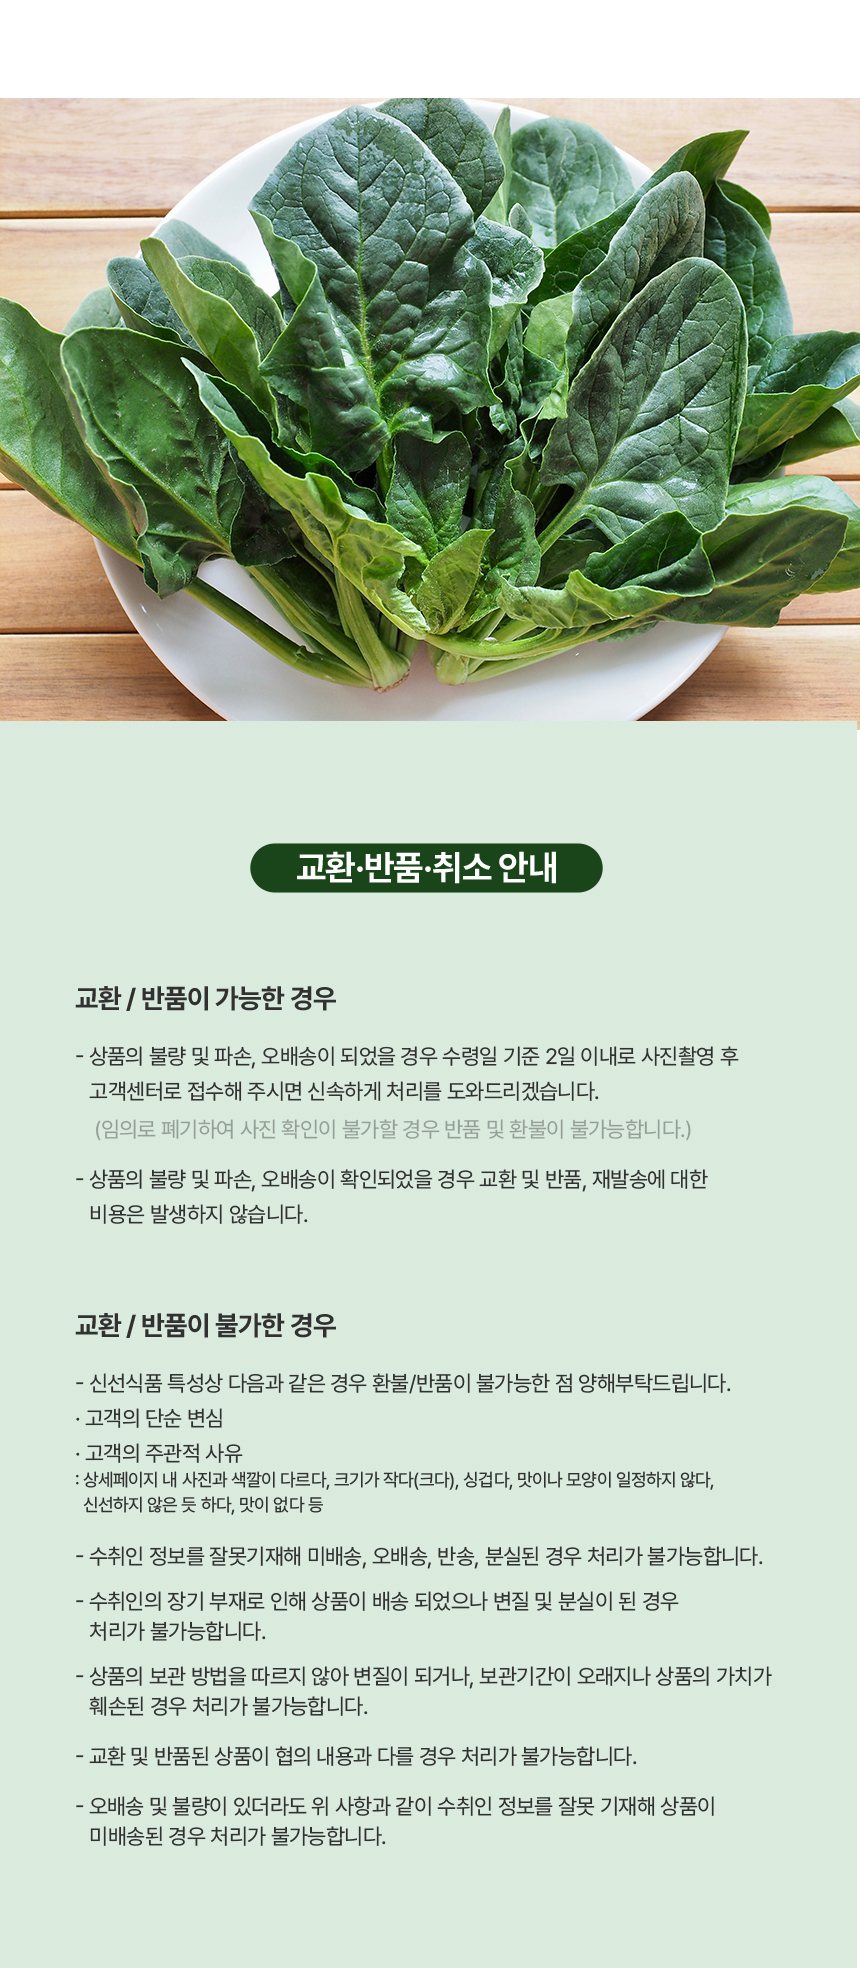 교환·반품·취소 안내
교환 / 반품이 가능한 경우
- 상품의 불량 및 파손, 오배송이 되었을 경우 수령일 기준 2일 이내로 사진촬영 후
고객센터로 접수해 주시면 신속하게 처리를 도와드리겠습니다.
(임의로 폐기하여 사진 확인이 불가할 경우 반품 및 환불이 불가능합니다.)
- 상품의 불량 및 파손, 오배송이 확인되었을 경우 교환 및 반품, 재발송에 대한
비용은 발생하지 않습니다.
교환 / 반품이 불가한 경우
- 신선식품 특성상 다음과 같은 경우 환불/반품이 불가능한 점 양해부탁드립니다.
· 고객의 단순 변심
· 고객의 주관적 사유
: 상세페이지 내 사진과 색깔이 다르다, 크기가 작다(크다), 싱겁다, 맛이나 모양이 일정하지 않다,
신선하지 않은 듯 하다, 맛이 없다 등
- 수취인 정보를 잘못기재해 미배송, 오배송, 반송, 분실된 경우 처리가 불가능합니다.
- 수취인의 장기 부재로 인해 상품이 배송 되었으나 변질 및 분실이 된 경우
처리가 불가능합니다.
- 상품의 보관 방법을 따르지 않아 변질이 되거나, 보관기간이 오래지나 상품의 가치가
훼손된 경우 처리가 불가능합니다.
- 교환 및 반품된 상품이 협의 내용과 다를 경우 처리가 불가능합니다.
- 오배송 및 불량이 있더라도 위 사항과 같이 수취인 정보를 잘못 기재해 상품이
미배송된 경우 처리가 불가능합니다.